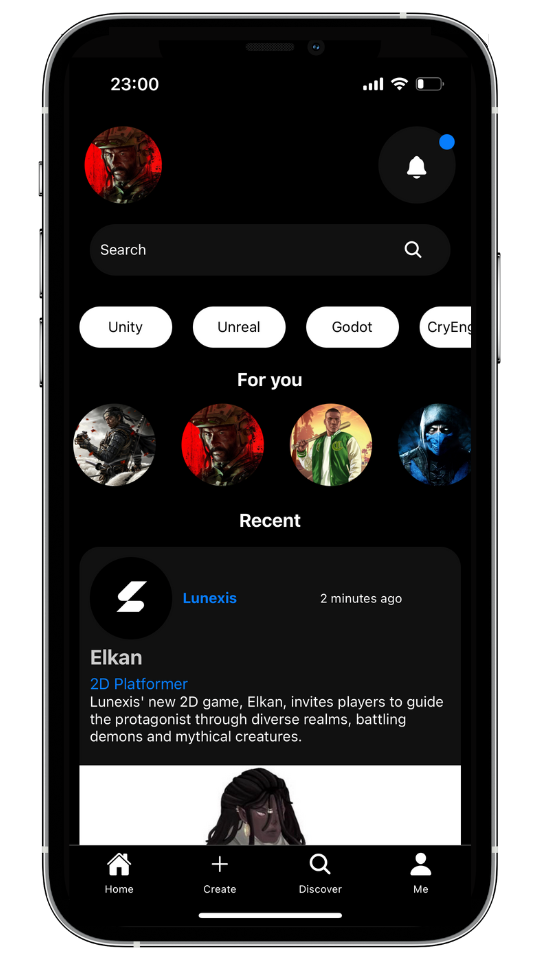 23:00
Search
Unity
Unreal
Godot
CryEng
For you
Recent
Lunexis
2 minutes ago
Elkan
2D Platformer
Lunexis' new 2D game, Elkan, invites players to guide
the protagonist through diverse realms, battling
demons and mythical creatures.
Home
Create
Discover
Me